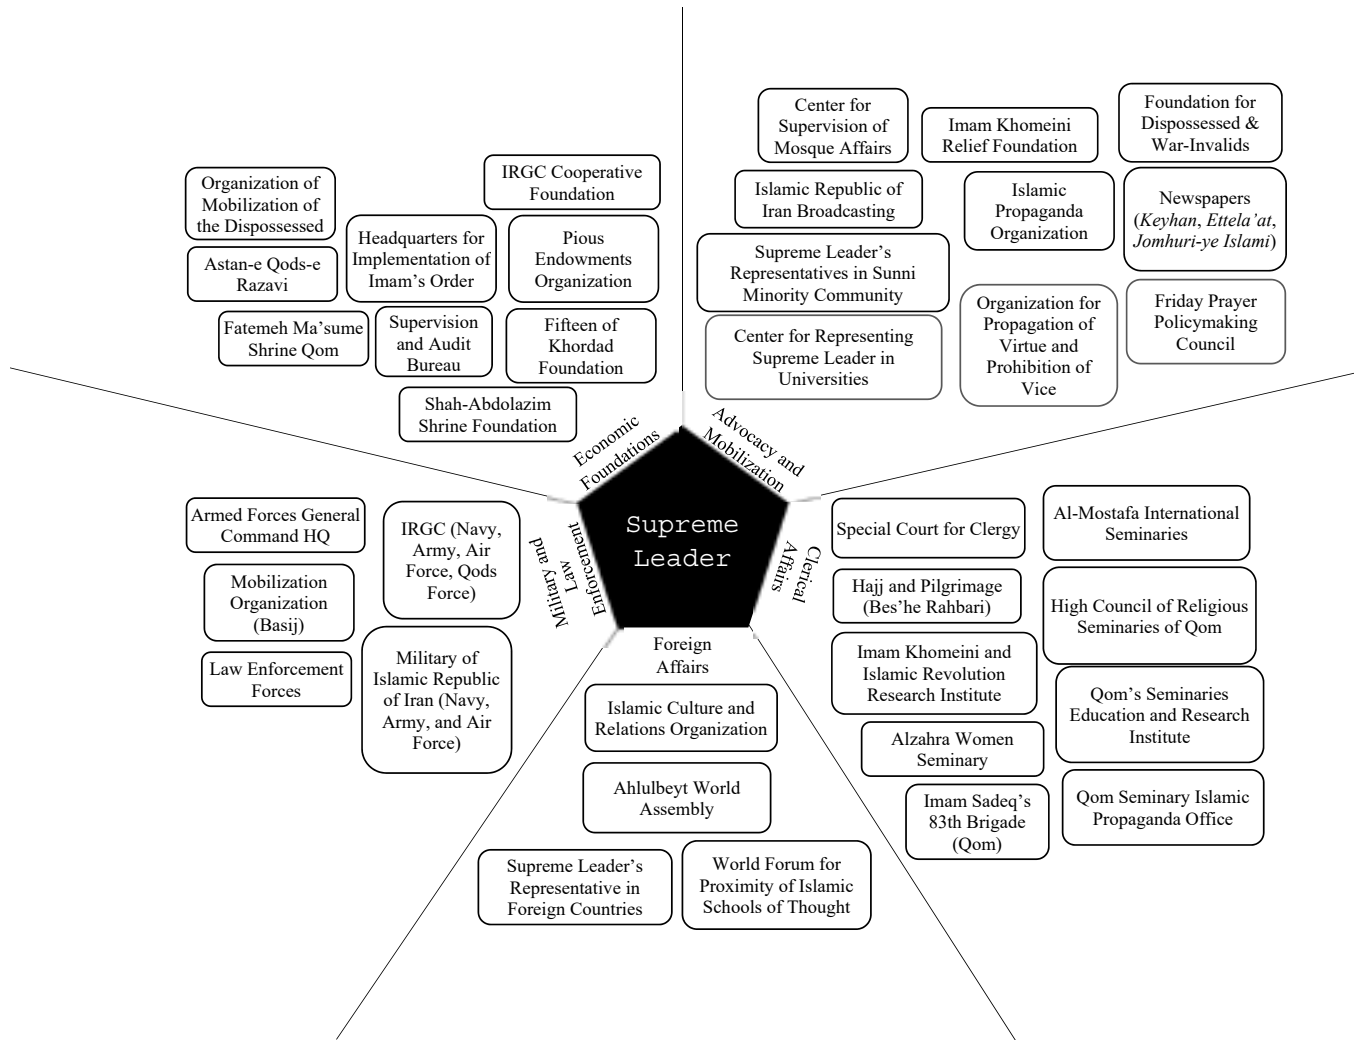 Organization of
Mobilization of
the Dispossessed
IRGC Cooperative
Foundation
Headquarters for
Implementation of
Imam’s Order
Pious
Endowments
Organization
Astan-e Qods-e
Razavi
Fatemeh Ma’sume
Shrine Qom
Supervision
and Audit
Bureau
Fifteen of
Khordad
Foundation
Shah-Abdolazim
Shrine Foundation
Economic
Foundations
Center for
Supervision of
Mosque Affairs
Imam Khomeini
Relief Foundation
Foundation for
Dispossessed &
War-Invalids
Islamic Republic of
Iran Broadcasting
Islamic
Propaganda
Organization
Newspapers
(Keyhan, Ettela’at,
Jomhuri-ye Islami)
Supreme Leader’s
Representatives in Sunni
Minority Community
Center for Representing
Supreme Leader in
Universities
Organization for
Propagation of
Virtue and
Prohibition of
Vice
Friday Prayer
Policymaking
Council
Advocacy and
Mobilization
Supreme
Leader
Armed Forces General
Command HQ
IRGC (Navy,
Army, Air
Force, Qods
Force)
Mobilization
Organization
(Basij)
Law Enforcement
Forces
Military of
Islamic Republic
of Iran (Navy,
Army, and Air
Force)
Military and
Law
Enforcement
Clerical
Affairs
Special Court for Clergy
Al-Mostafa International
Seminaries
Hajj and Pilgrimage
(Bes’he Rahbari)
High Council of Religious
Seminaries of Qom
Imam Khomeini and
Islamic Revolution
Research Institute
Qom’s Seminaries
Education and Research
Institute
Alzahra Women
Seminary
Imam Sadeq’s
83th Brigade
(Qom)
Qom Seminary Islamic
Propaganda Office
Foreign
Affairs
Islamic Culture and
Relations Organization
Ahlulbeyt World
Assembly
Supreme Leader’s
Representative in
Foreign Countries
World Forum for
Proximity of Islamic
Schools of Thought